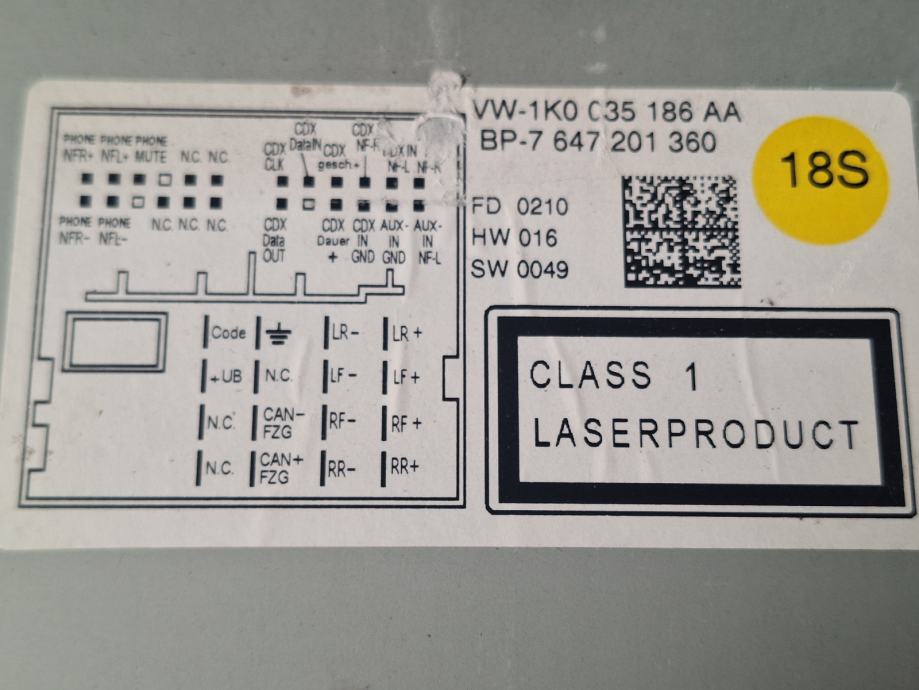 VW-1K0 035 186 AA
BP-7 647 201 360
18S
FD 0210
HW 016
SW 0049
CLASS 1
LASERPRODUCT
PHONE PHONE PHONE
NFR+ NFL+ MUTE N.C. N.C.
PHONE PHONE
NFR- NFL- N.C. N.C. N.C.
CDX
CLK
CDX
DataIN
CDX
gesch+
CDX
IN
NF-L
CDX
Data
OUT
CDX
Dauer
+
CDX
IN
GND
AUX-
IN
GND
AUX-
IN
NF-L
Code LR- LR+
+UB N.C. LF- LF+
N.C. CAN-
FZG RF- RF+
N.C. CAN+
FZG RR- RR+